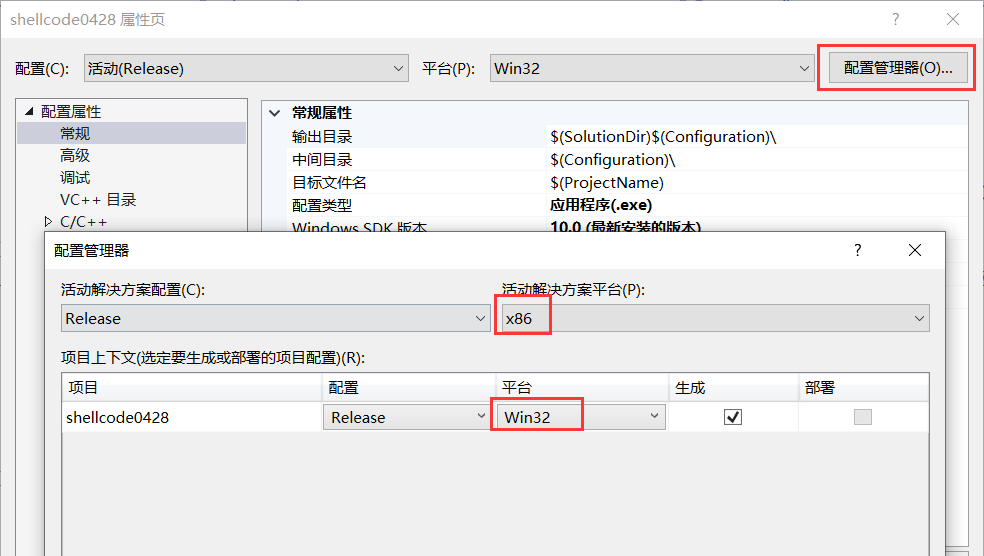 shellcode0428 属性页
配置(C): 活动(Release) 平台(P): Win32 配置管理器(O)...
配置属性
常规
高级
调试
VC++ 目录
C/C++
常规属性
输出目录 $(SolutionDir)$(Configuration)\
中间目录 $(Configuration)\
目标文件名 $(ProjectName)
配置类型 应用程序(.exe)
Windows SDK 版本 10.0 (最新安装的版本)
配置管理器
活动解决方案配置(C): 活动解决方案平台(P):
Release x86
项目上下文(选定要生成或部署的项目配置)(R):
项目 配置 平台 生成 部署
shellcode0428 Release Win32